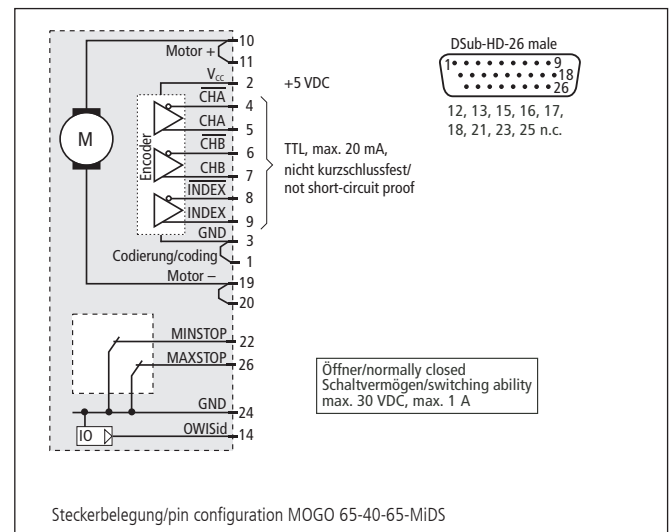 10
Motor +
11
Vcc 2 +5 VDC
CHA 4
CHA 5
CHB 6
CHB 7
INDEX 8
INDEX 9
GND 3
Codierung/coding
1
Motor –
19
20
M
Encoder
TTL, max. 20 mA,
nicht kurzschlussfest/
not short-circuit proof
DSub-HD-26 male
1 9
18
26
12, 13, 15, 16, 17,
18, 21, 23, 25 n.c.
MINSTOP 22
MAXSTOP 26
GND 24
IO OWISid 14
Öffner/normally closed
Schaltvermögen/switching ability
max. 30 VDC, max. 1 A
Steckerbelegung/pin configuration MOGO 65-40-65-MiDS